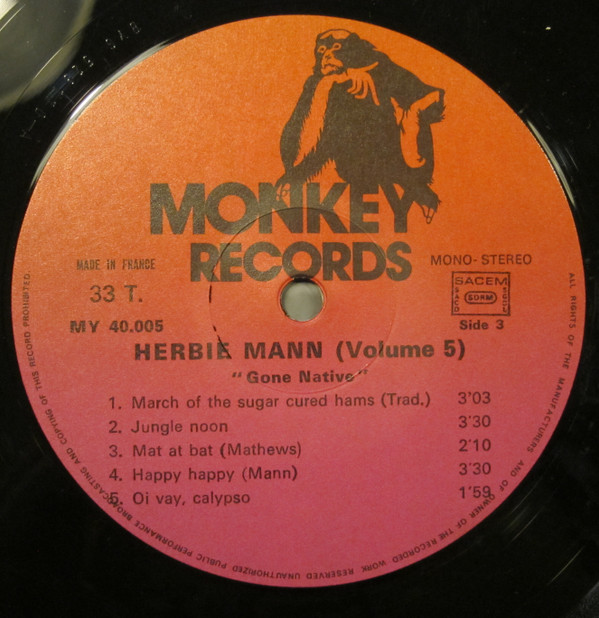 MONKEY
RECORDS
MADE IN FRANCE
MONO-STEREO
33 T.
SACEM
SACD
SDRM
SGDL
MY 40.005
Side 3
HERBIE MANN (Volume 5)
"Gone Native"
1. March of the sugar cured hams (Trad.) 3'03
2. Jungle noon 3'30
3. Mat at bat (Mathews) 2'10
4. Happy happy (Mann) 3'30
5. Oi vay, calypso 1'59
ALL RIGHTS OF THE MANUFACTURERS AND OF OWNER OF THE RECORDED WORK RESERVED UNAUTHORIZED PUBLIC PERFORMANCE BROADCASTING AND COPYING OF THIS RECORD PROHIBITED